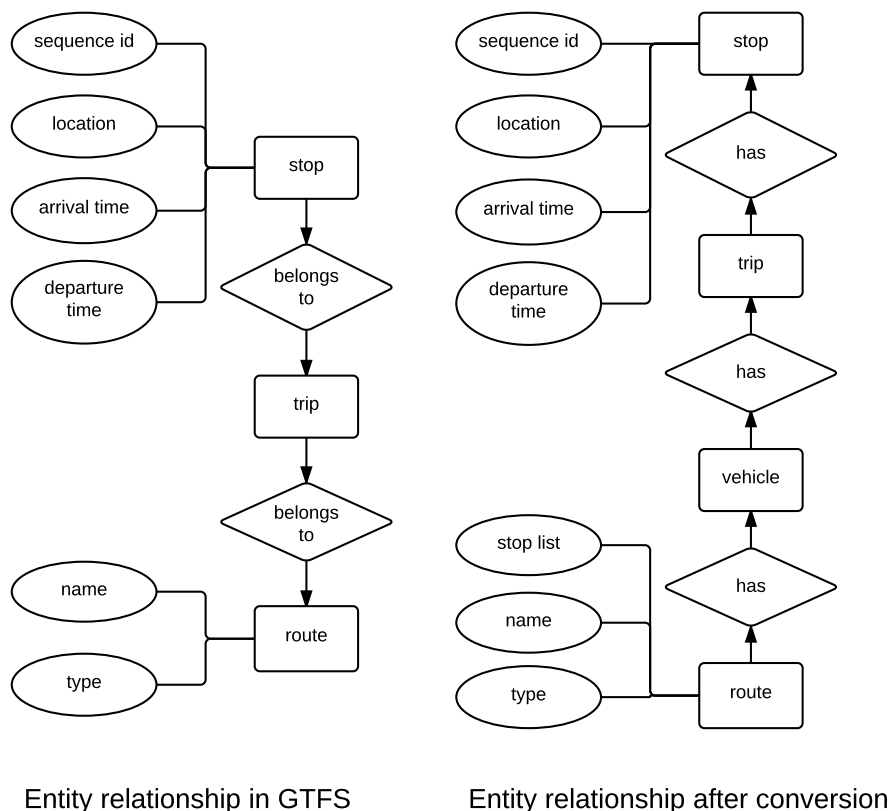 sequence id
location
arrival time
departure
time
stop
belongs
to
trip
belongs
to
name
type
route
Entity relationship in GTFS
sequence id
location
arrival time
departure
time
stop
has
trip
has
vehicle
has
stop list
name
type
route
Entity relationship after conversion